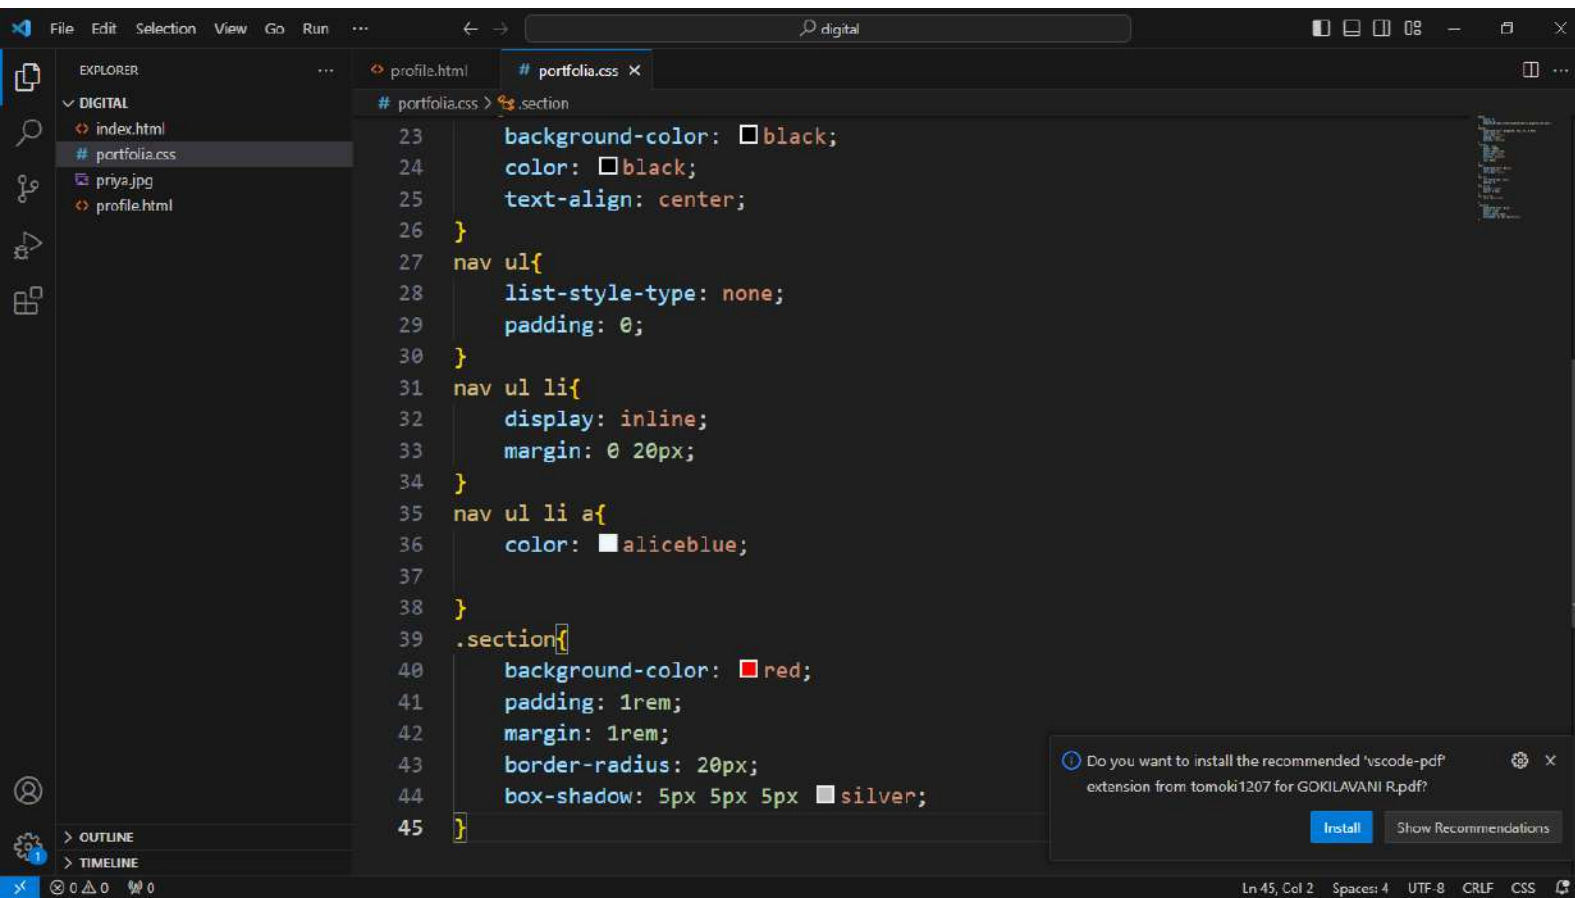 File Edit Selection View Go Run ··· digital
EXPLORER ···
DIGITAL
index.html
portfolia.css
priya.jpg
profile.html
OUTLINE
TIMELINE
profile.html # portfolia.css
# portfolia.css > .section
23 background-color: black;
24 color: black;
25 text-align: center;
26 }
27 nav ul{
28 list-style-type: none;
29 padding: 0;
30 }
31 nav ul li{
32 display: inline;
33 margin: 0 20px;
34 }
35 nav ul li a{
36 color: aliceblue;
37
38 }
39 .section{
40 background-color: red;
41 padding: 1rem;
42 margin: 1rem;
43 border-radius: 20px;
44 box-shadow: 5px 5px 5px silver;
45 }
Do you want to install the recommended 'vscode-pdf'
extension from tomoki1207 for GOKILAVANI R.pdf?
Install Show Recommendations
1
0 0 0 Ln 45, Col 2 Spaces: 4 UTF-8 CRLF CSS